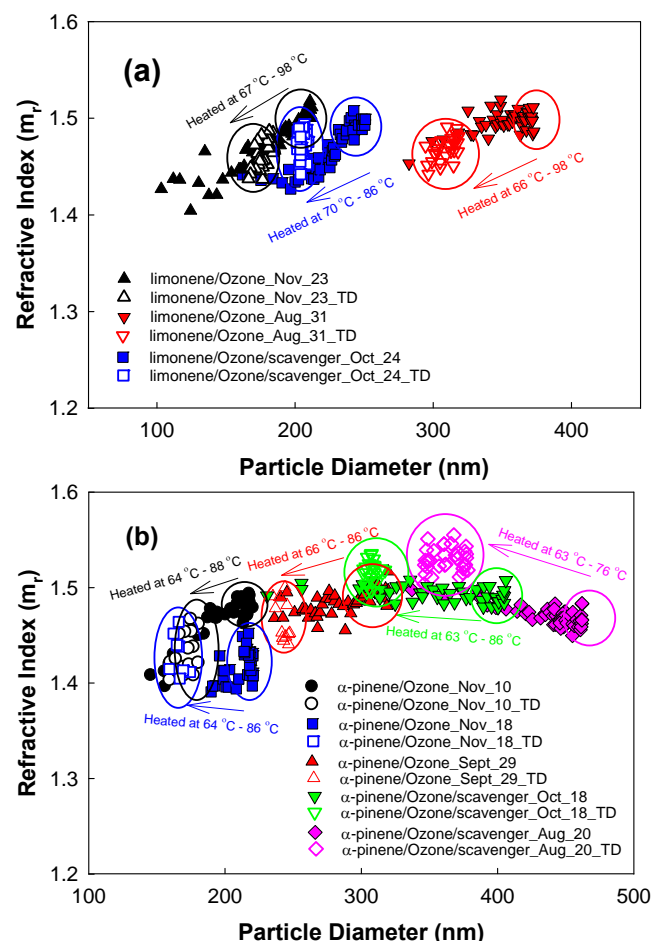 1.6
(a)
Heated at 67 °C - 98 °C
1.5
Refractive Index (mr)
1.4
Heated at 70 °C - 86 °C
Heated at 66 °C - 98 °C
limonene/Ozone_Nov_23
limonene/Ozone_Nov_23_TD
1.3
limonene/Ozone_Aug_31
limonene/Ozone_Aug_31_TD
limonene/Ozone/scavenger_Oct_24
limonene/Ozone/scavenger_Oct_24_TD
1.2
100 200 300 400
Particle Diameter (nm)
1.6
(b)
Heated at 64 °C - 88 °C
Heated at 66 °C - 86 °C
Heated at 63 °C - 76 °C
1.5
Refractive Index (mr)
Heated at 63 °C - 86 °C
1.4
Heated at 64 °C - 86 °C
α-pinene/Ozone_Nov_10
α-pinene/Ozone_Nov_10_TD
α-pinene/Ozone_Nov_18
α-pinene/Ozone_Nov_18_TD
1.3
α-pinene/Ozone_Sept_29
α-pinene/Ozone_Sept_29_TD
α-pinene/Ozone/scavenger_Oct_18
α-pinene/Ozone/scavenger_Oct_18_TD
α-pinene/Ozone/scavenger_Aug_20
α-pinene/Ozone/scavenger_Aug_20_TD
1.2
100 200 300 400 500
Particle Diameter (nm)